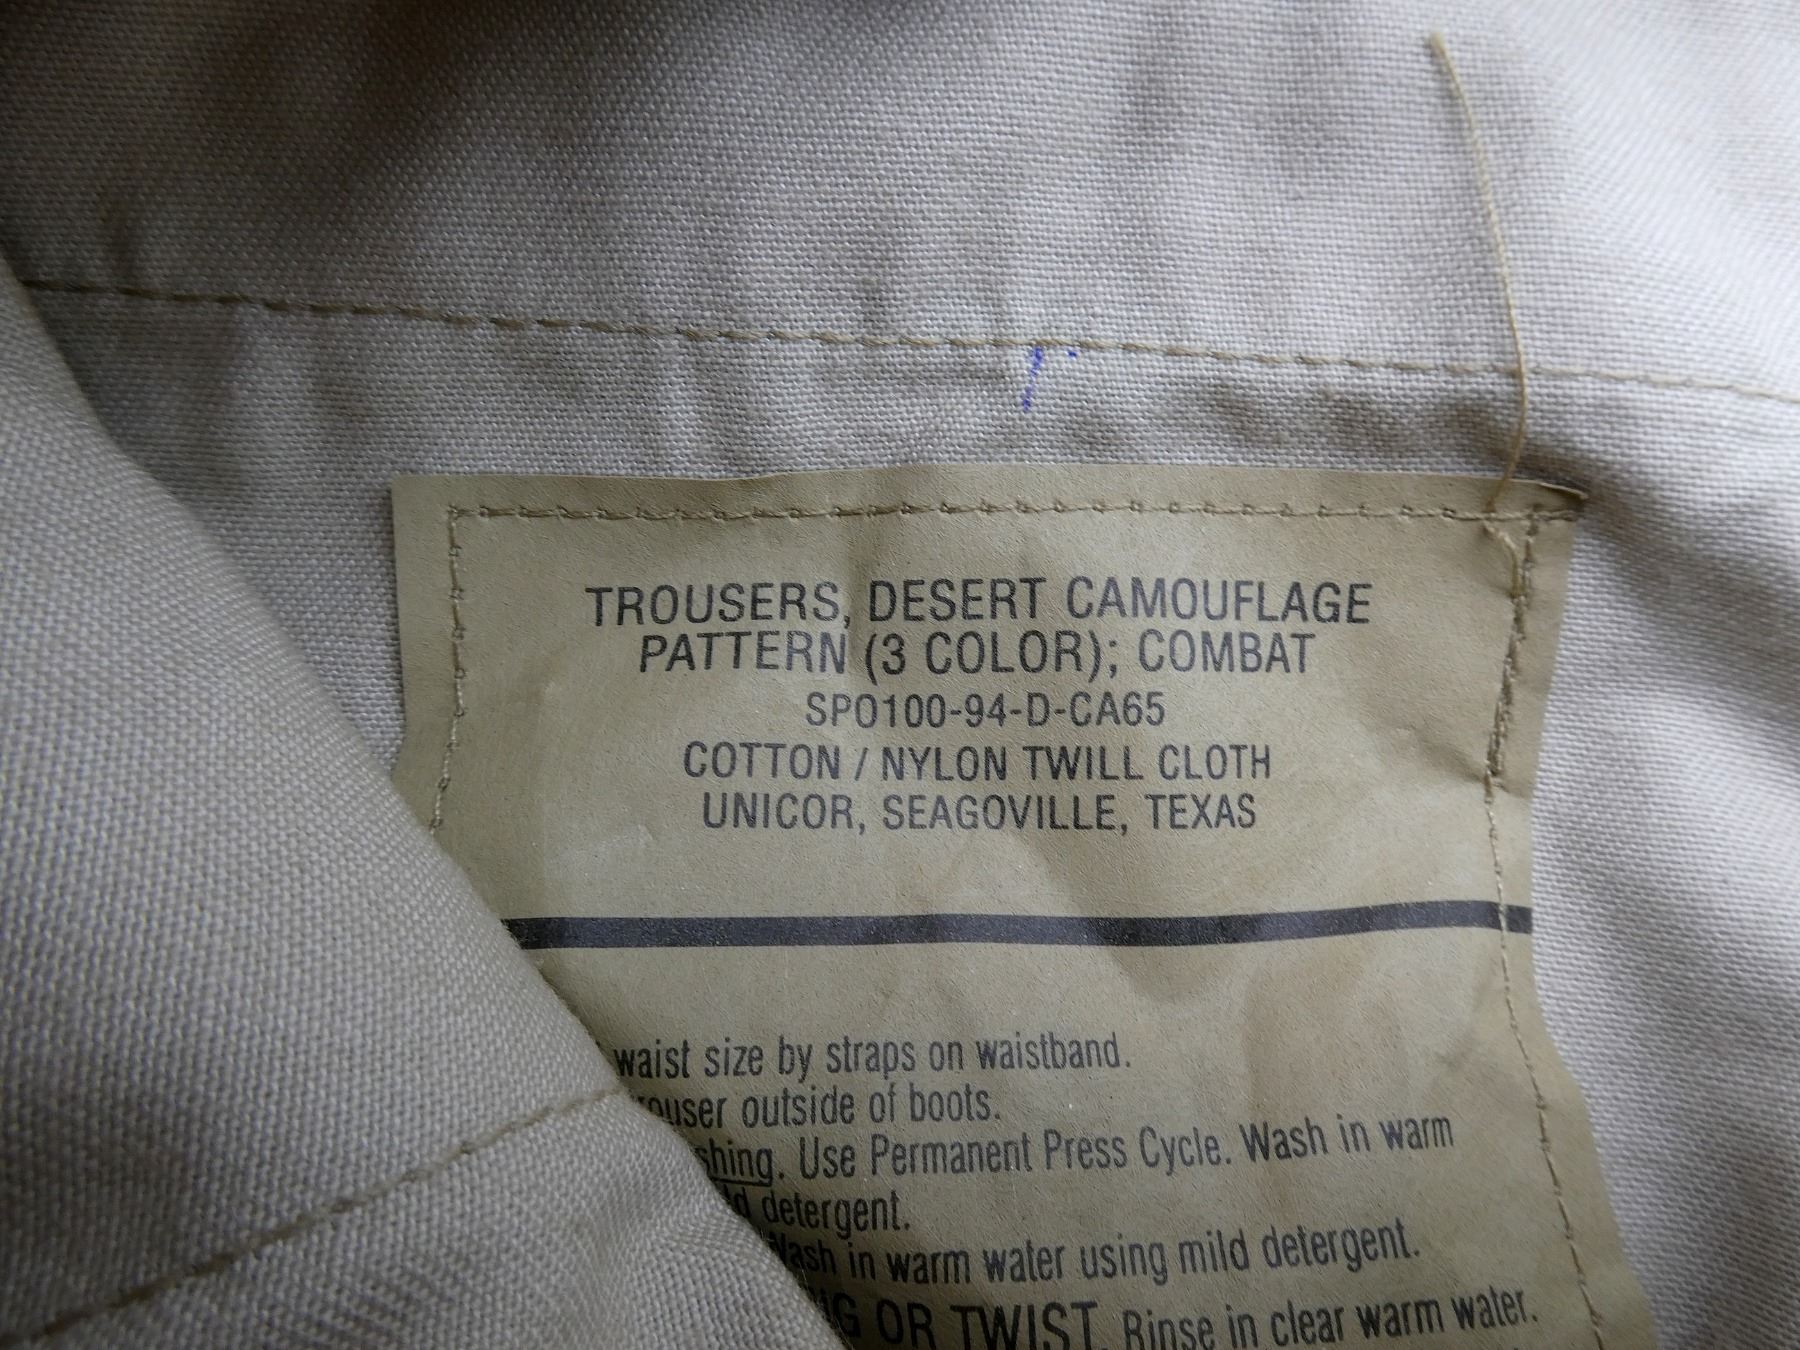 TROUSERS, DESERT CAMOUFLAGE
PATTERN (3 COLOR); COMBAT
SPO100-94-D-CA65
COTTON / NYLON TWILL CLOTH
UNICOR, SEAGOVILLE, TEXAS
waist size by straps on waistband.
outside of boots.
Use Permanent Press Cycle. Wash in warm
detergent.
Wash in warm water using mild detergent.
OR TWIST. Rinse in clear warm water.